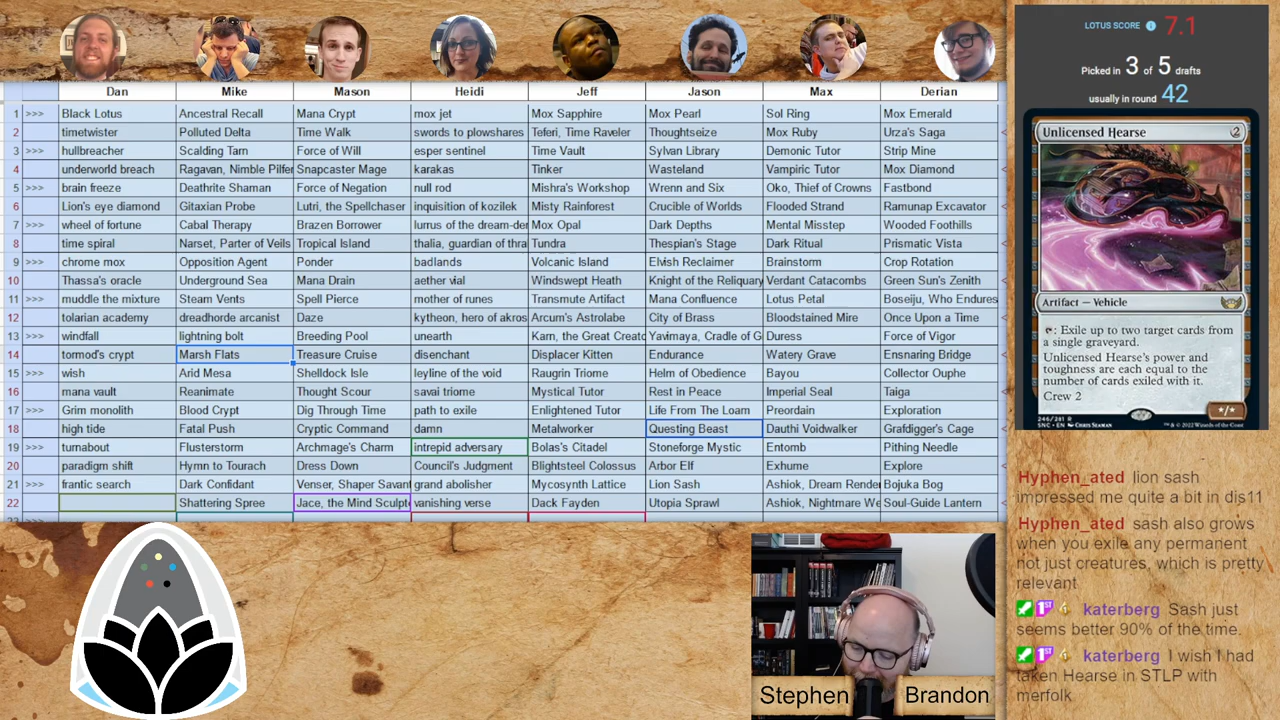 Dan Mike Mason Heidi Jeff Jason Max Derian
1 >>> Black Lotus Ancestral Recall Mana Crypt mox jet Mox Sapphire Mox Pearl Sol Ring Mox Emerald
2 timetwister Polluted Delta Time Walk swords to plowshares Teferi, Time Raveler Thoughtseize Mox Ruby Urza's Saga
3 >>> hullbreacher Scalding Tarn Force of Will esper sentinel Time Vault Sylvan Library Demonic Tutor Strip Mine
4 underworld breach Ragavan, Nimble Pilfer Snapcaster Mage karakas Tinker Wasteland Vampiric Tutor Mox Diamond
5 >>> brain freeze Deathrite Shaman Force of Negation null rod Mishra's Workshop Wrenn and Six Oko, Thief of Crowns Fastbond
6 Lion's eye diamond Gitaxian Probe Lutri, the Spellchaser inquisition of kozilek Misty Rainforest Crucible of Worlds Flooded Strand Ramunap Excavator
7 >>> wheel of fortune Cabal Therapy Brazen Borrower lurrus of the dream-der Mox Opal Dark Depths Mental Misstep Wooded Foothills
8 time spiral Narset, Parter of Veils Tropical Island thalia, guardian of thra Tundra Thespian's Stage Dark Ritual Prismatic Vista
9 >>> chrome mox Opposition Agent Ponder badlands Volcanic Island Elvish Reclaimer Brainstorm Crop Rotation
10 Thassa's oracle Underground Sea Mana Drain aether vial Windswept Heath Knight of the Reliquary Verdant Catacombs Green Sun's Zenith
11 >>> muddle the mixture Steam Vents Spell Pierce mother of runes Transmute Artifact Mana Confluence Lotus Petal Boseiju, Who Endures
12 tolarian academy dreadhorde arcanist Daze kytheon, hero of akros Arcum's Astrolabe City of Brass Bloodstained Mire Once Upon a Time
13 >>> windfall lightning bolt Breeding Pool unearth Karn, the Great Creatc Yavimaya, Cradle of G Duress Force of Vigor
14 tormod's crypt Marsh Flats Treasure Cruise disenchant Displacer Kitten Endurance Watery Grave Ensnaring Bridge
15 >>> wish Arid Mesa Shelldock Isle leyline of the void Raugrin Triome Helm of Obedience Bayou Collector Ouphe
16 mana vault Reanimate Thought Scour savai triome Mystical Tutor Rest in Peace Imperial Seal Taiga
17 >>> Grim monolith Blood Crypt Dig Through Time path to exile Enlightened Tutor Life From The Loam Preordain Exploration
18 high tide Fatal Push Cryptic Command damn Metalworker Questing Beast Dauthi Voidwalker Grafdigger's Cage
19 >>> turnabout Flusterstorm Archmage's Charm intrepid adversary Bolas's Citadel Stoneforge Mystic Entomb Pithing Needle
20 paradigm shift Hymn to Tourach Dress Down Council's Judgment Blightsteel Colossus Arbor Elf Exhume Explore
21 >>> frantic search Dark Confidant Venser, Shaper Savant grand abolisher Mycosynth Lattice Lion Sash Ashiok, Dream Render Bojuka Bog
22 Shattering Spree Jace, the Mind Sculpt vanishing verse Dack Fayden Utopia Sprawl Ashiok, Nightmare We Soul-Guide Lantern
LOTUS SCORE 7.1
Picked in 3 of 5 drafts
usually in round 42
Unlicensed Hearse 2
Artifact — Vehicle
: Exile up to two target cards from
a single graveyard.
Unlicensed Hearse's power and
toughness are each equal to the
number of cards exiled with it.
Crew 2
*/*
246/281 R
SNC • EN CHRIS SEAMAN
™ & © 2022 Wizards of the Coast
Hyphen_ated lion sash
impressed me quite a bit in dis11
Hyphen_ated sash also grows
when you exile any permanent
not just creatures, which is pretty
relevant
1ST katerberg Sash just
seems better 90% of the time.
1ST katerberg I wish I had
taken Hearse in STLP with
merfolk
Stephen Brandon